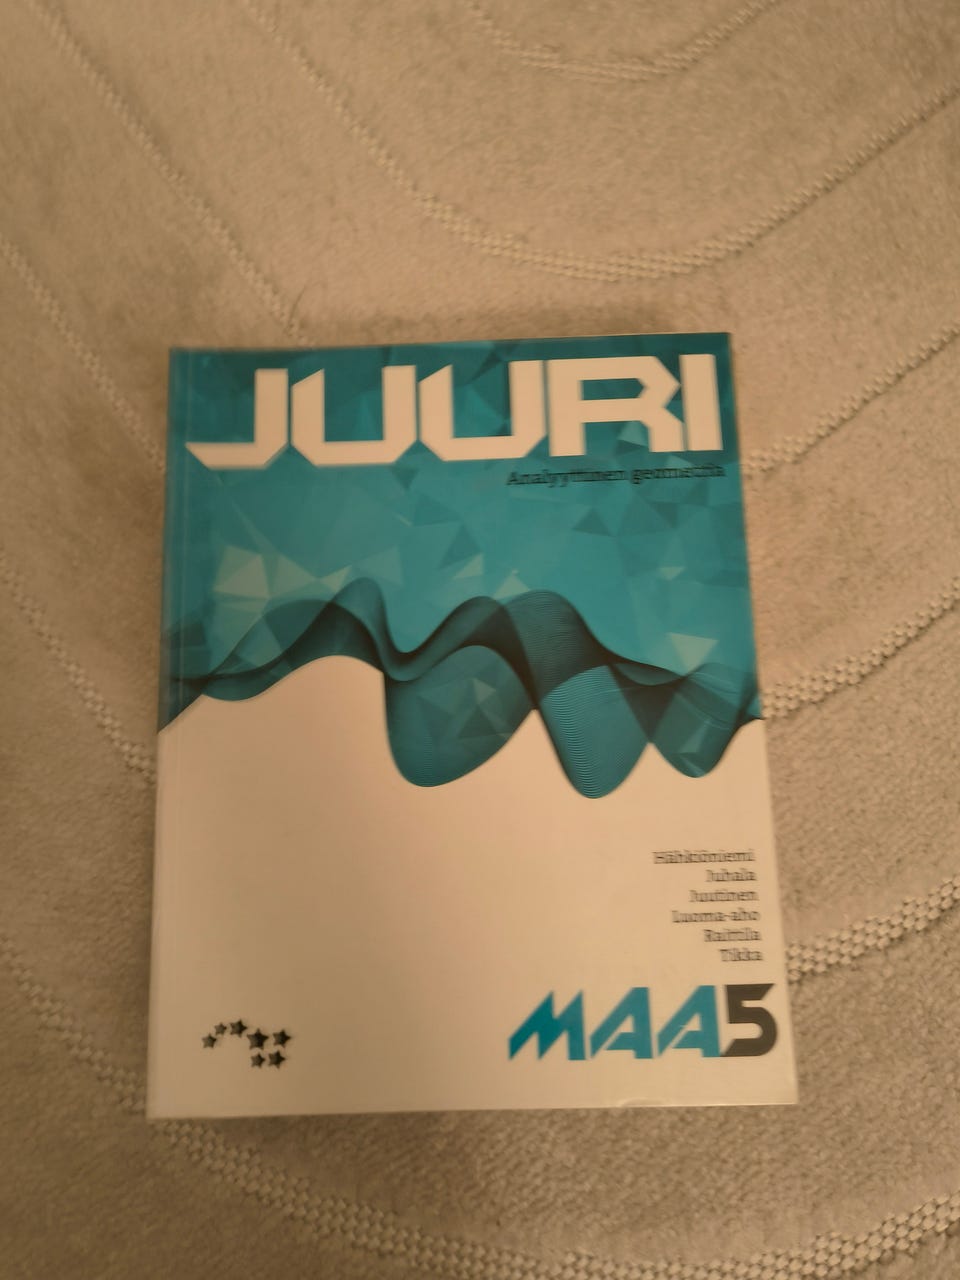 JUURI
Analyyttinen geometria
Hähkiöniemi
Juhala
Juutinen
Luoma-aho
Raittila
Tikka
MAA5